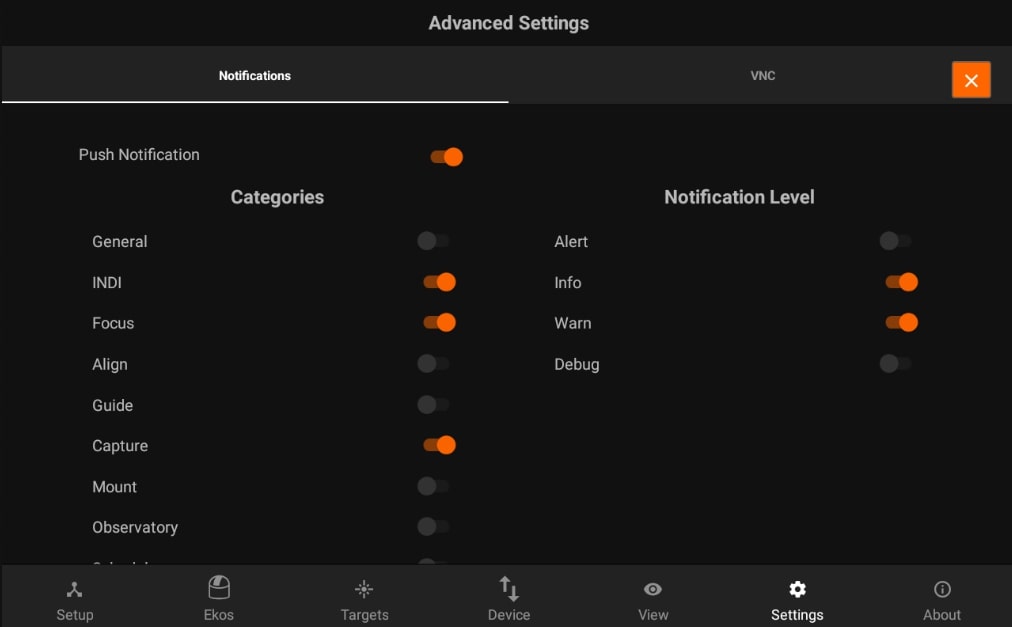 Advanced Settings
Notifications
VNC
Push Notification
Categories
Notification Level
General
Alert
INDI
Info
Focus
Warn
Align
Debug
Guide
Capture
Mount
Observatory
Setup
Ekos
Targets
Device
View
Settings
About